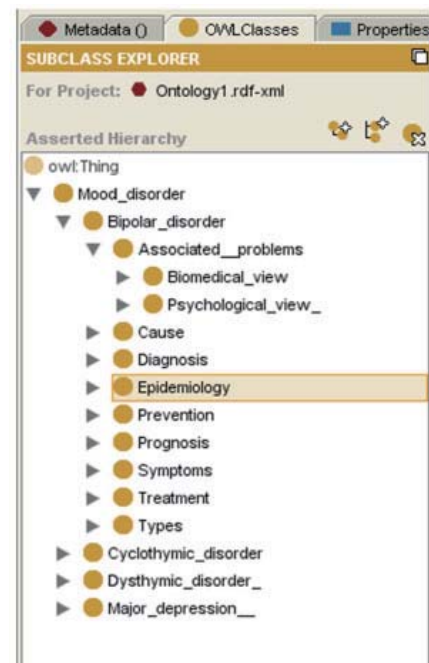 Metadata () OWLClasses Properties
SUBCLASS EXPLORER
For Project: Ontology1.rdf-xml
Asserted Hierarchy
owl:Thing
Mood_disorder
Bipolar_disorder
Associated__problems
Biomedical_view
Psychological_view_
Cause
Diagnosis
Epidemiology
Prevention
Prognosis
Symptoms
Treatment
Types
Cyclothymic_disorder
Dysthymic_disorder_
Major_depression__